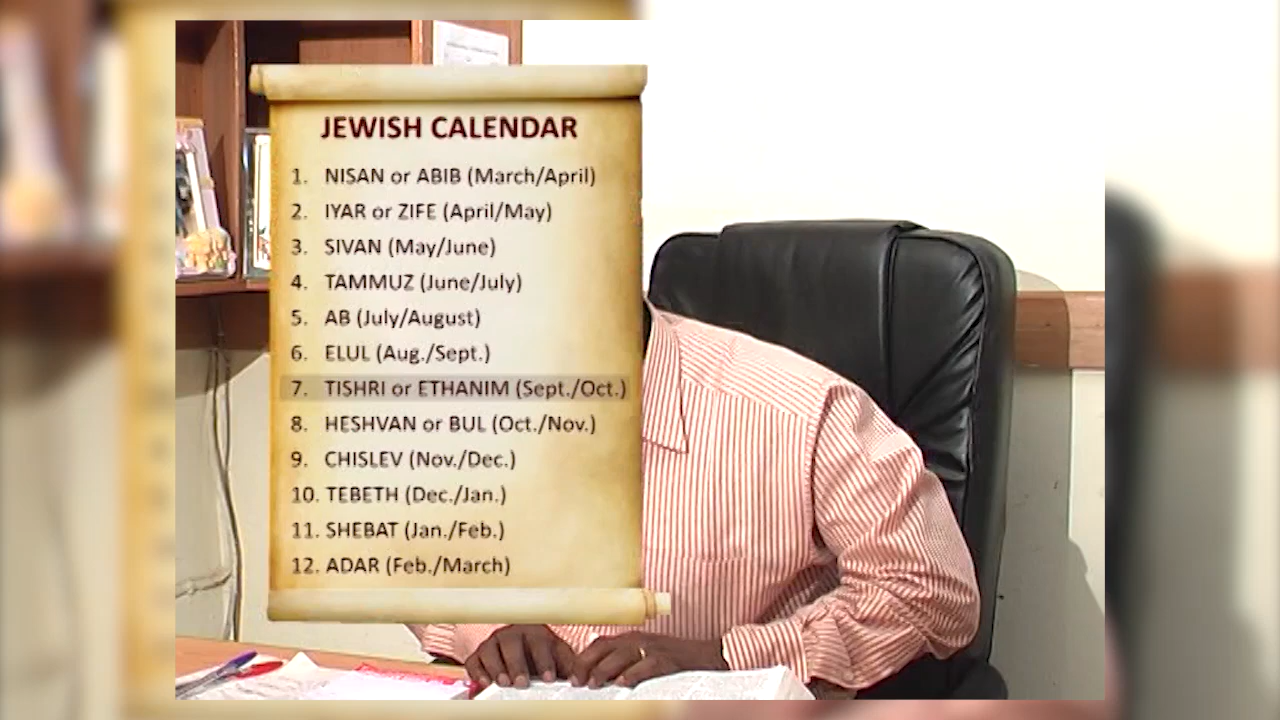 JEWISH CALENDAR
1. NISAN or ABIB (March/April)
2. IYAR or ZIFE (April/May)
3. SIVAN (May/June)
4. TAMMUZ (June/July)
5. AB (July/August)
6. ELUL (Aug./Sept.)
7. TISHRI or ETHANIM (Sept./Oct.)
8. HESHVAN or BUL (Oct./Nov.)
9. CHISLEV (Nov./Dec.)
10. TEBETH (Dec./Jan.)
11. SHEBAT (Jan./Feb.)
12. ADAR (Feb./March)